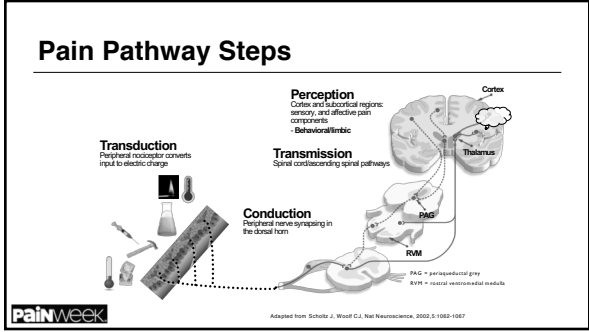 Pain Pathway Steps
Perception
Cortex and subcortical regions:
sensory, and affective pain
components
- Behavioral/limbic
Cortex
Transduction
Peripheral nociceptor converts
input to electric charge
Transmission
Spinal cord/ascending spinal pathways
Thalamus
Conduction
Peripheral nerve synapsing in
the dorsal horn
PAG
RVM
PAG = periaqueductal grey
RVM = rostral ventromedial medulla
PAINWEEK.
Adapted from Scholtz J, Woolf CJ, Nat Neuroscience, 2002,5:1062-1067